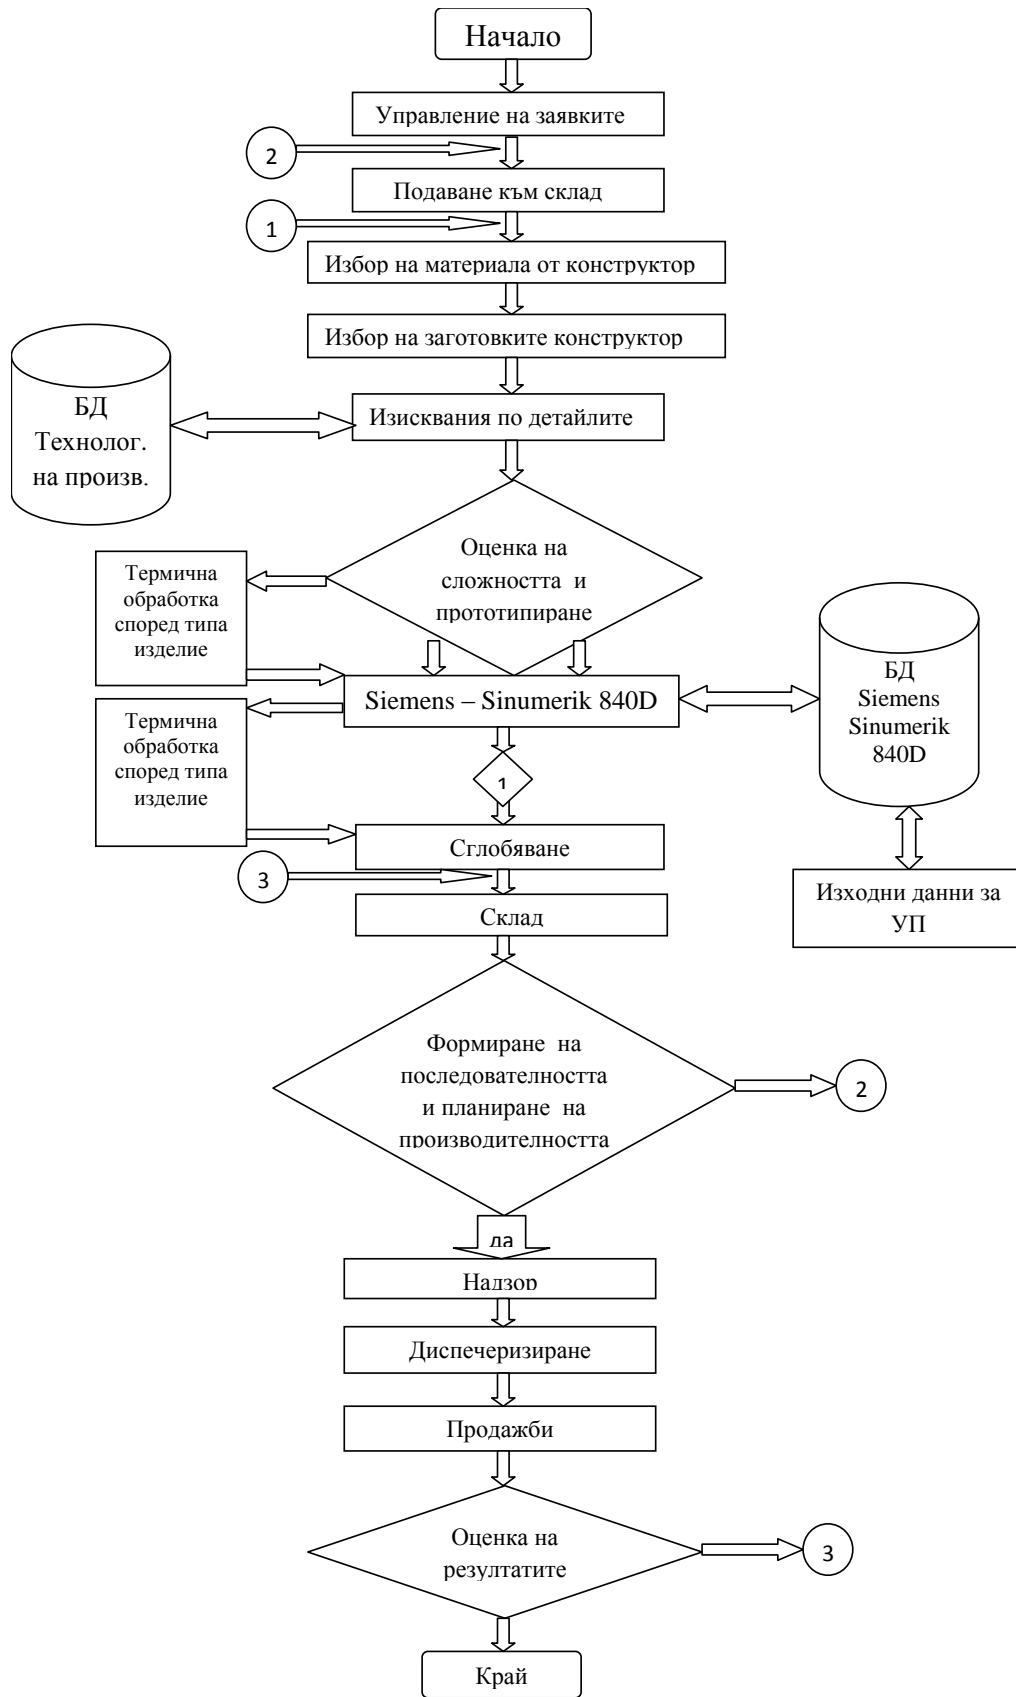 Начало
Управление на заявките
2
Подаване към склад
1
Избор на материала от конструктор
Избор на заготовките конструктор
БД
Технолог.
на произв.
Изисквания по детайлите
Оценка на
сложността и
прототипиране
Термична
обработка
според типа
изделие
Siemens – Sinumerik 840D
БД
Siemens
Sinumerik
840D
Термична
обработка
според типа
изделие
1
Сглобяване
3
Склад
Изходни данни за
УП
Формиране на
последователността
и планиране на
производителността
2
да
Надзор
Диспечеризиране
Продажби
Оценка на
резултатите
3
Край